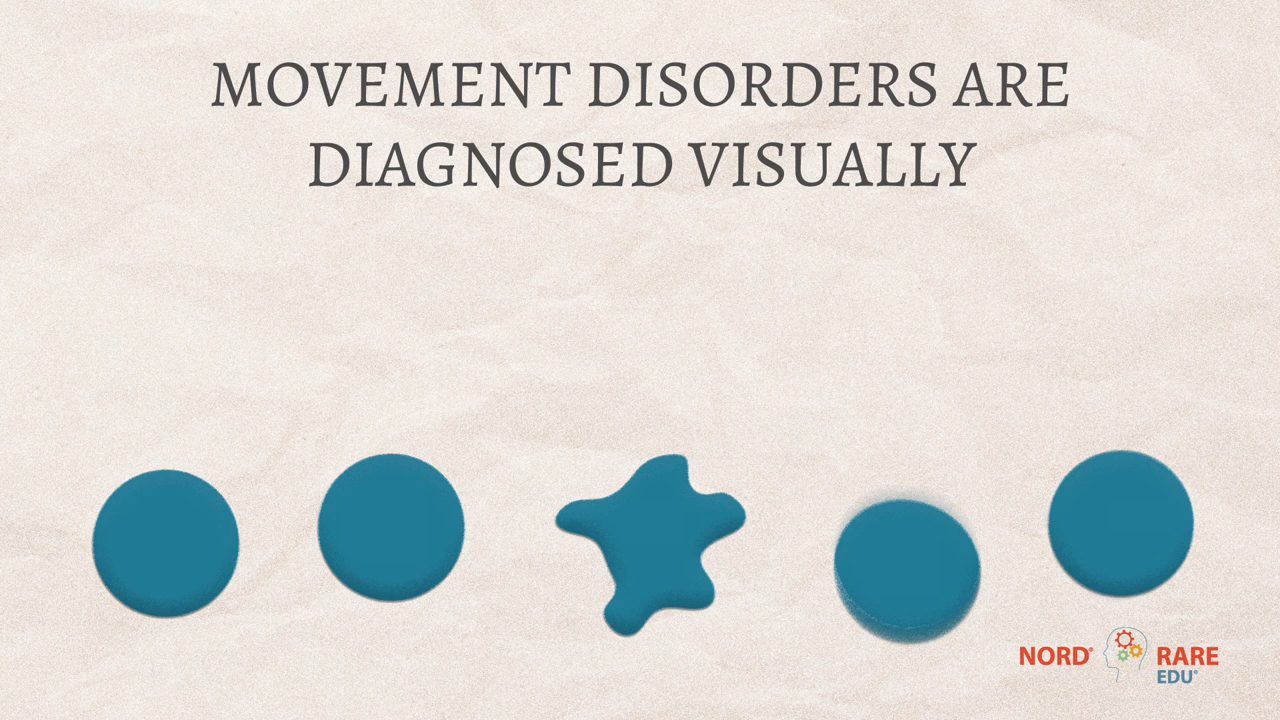 MOVEMENT DISORDERS ARE
DIAGNOSED VISUALLY
NORD® RARE
EDU®